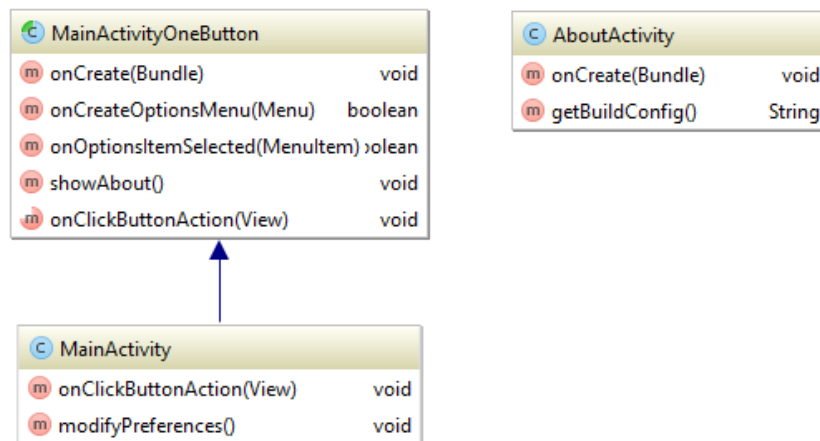 MainActivityOneButton
onCreate(Bundle) void
onCreateOptionsMenu(Menu) boolean
onOptionsItemSelected(MenuItem) olean
showAbout() void
onClickButtonAction(View) void
AboutActivity
onCreate(Bundle) void
getBuildConfig() String
MainActivity
onClickButtonAction(View) void
modifyPreferences() void